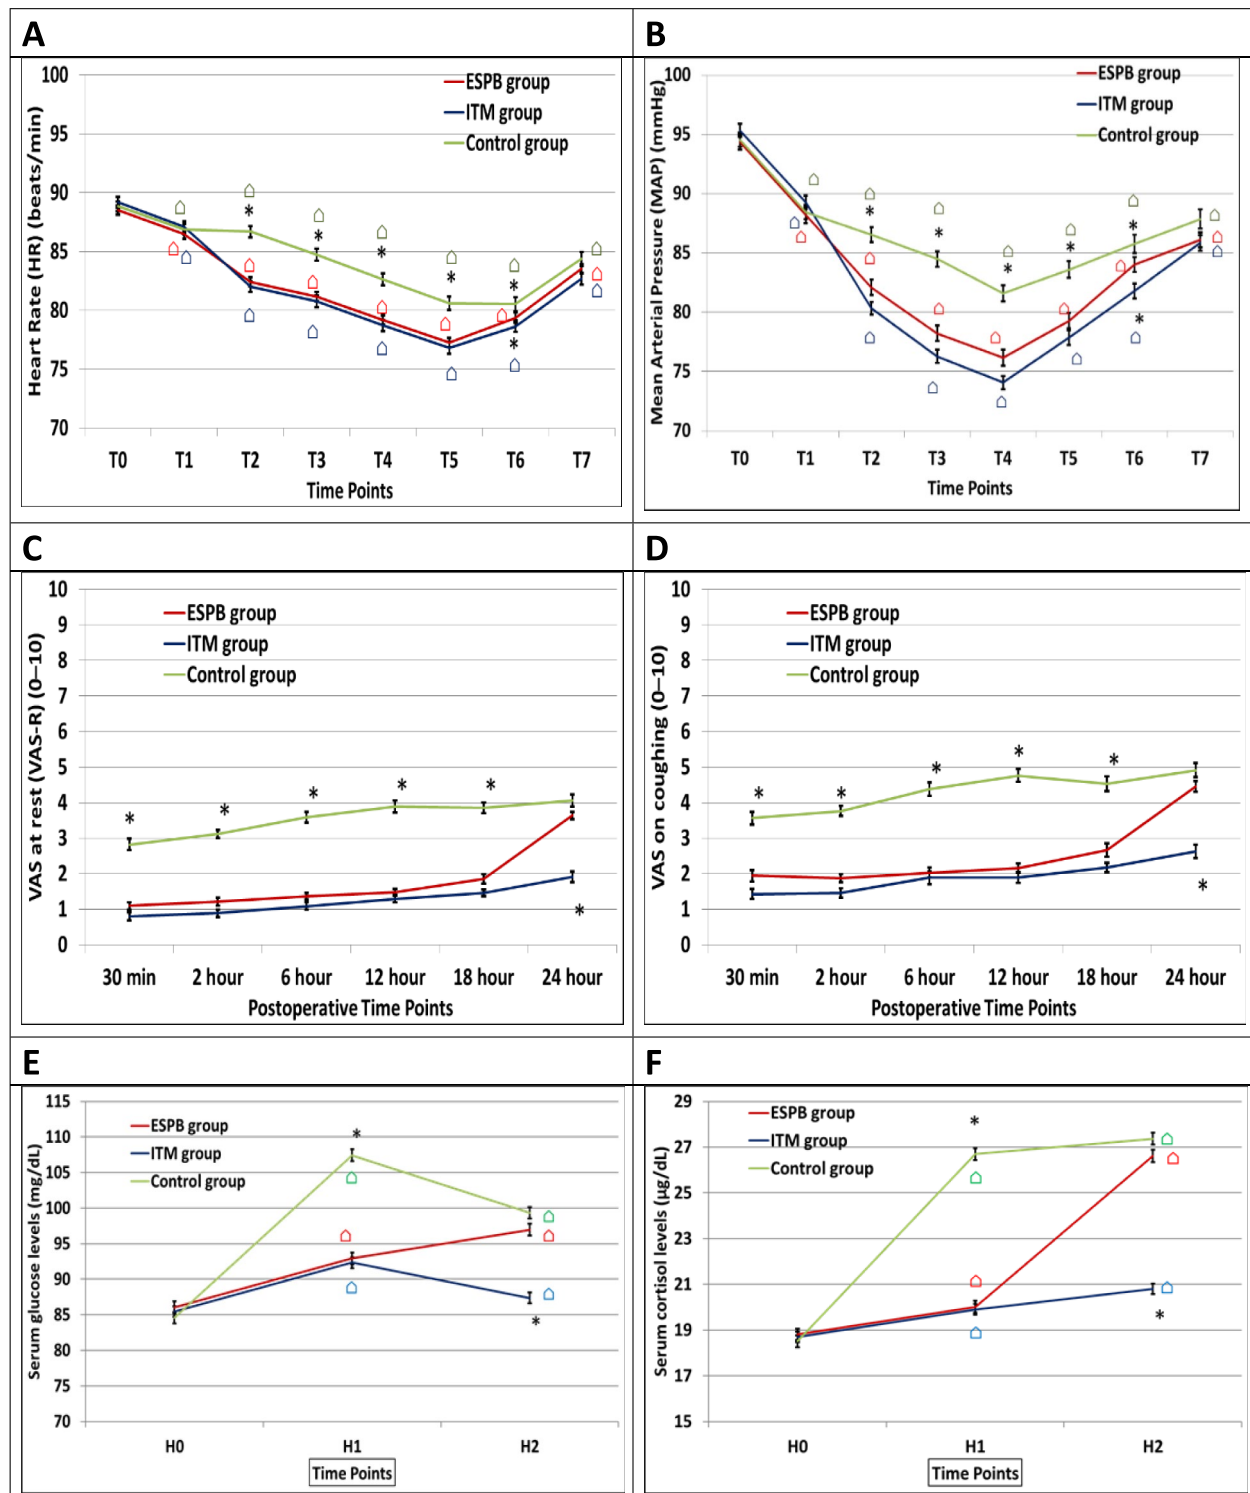 A
Heart Rate (HR) (beats/min)
100
95
90
85
80
75
70
ESPB group
ITM group
Control group
*
*
*
*
*
*
T0 T1 T2 T3 T4 T5 T6 T7
Time Points
B
Mean Arterial Pressure (MAP) (mmHg)
100
95
90
85
80
75
70
ESPB group
ITM group
Control group
*
*
*
*
*
*
T0 T1 T2 T3 T4 T5 T6 T7
Time Points
C
VAS at rest (VAS-R) (0–10)
10
9
8
7
6
5
4
3
2
1
0
ESPB group
ITM group
Control group
* * * * *
*
30 min 2 hour 6 hour 12 hour 18 hour 24 hour
Postoperative Time Points
D
VAS on coughing (0–10)
10
9
8
7
6
5
4
3
2
1
0
ESPB group
ITM group
Control group
* * * * *
*
30 min 2 hour 6 hour 12 hour 18 hour 24 hour
Postoperative Time Points
E
Serum glucose levels (mg/dL)
115
110
105
100
95
90
85
80
75
70
ESPB group
ITM group
Control group
*
*
H0 H1 H2
Time Points
F
Serum cortisol levels (µg/dL)
29
27
25
23
21
19
17
15
ESPB group
ITM group
Control group
*
*
H0 H1 H2
Time Points